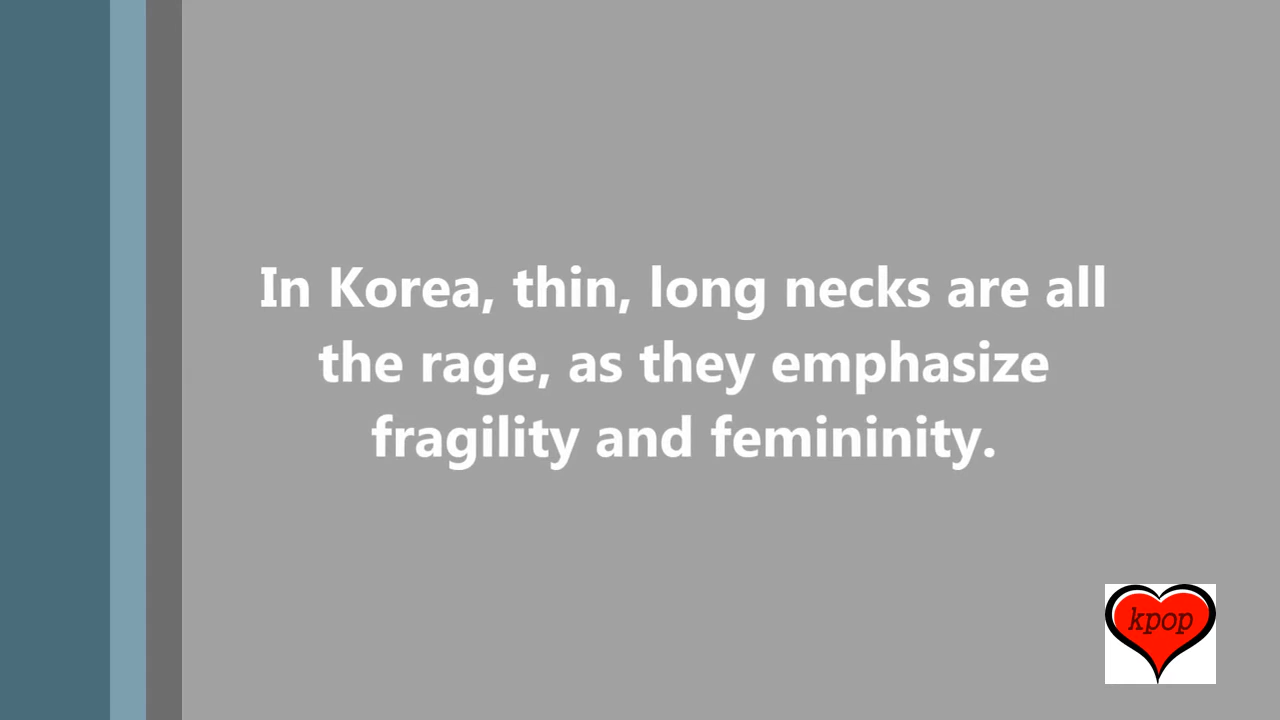 In Korea, thin, long necks are all
the rage, as they emphasize
fragility and femininity.
kpop